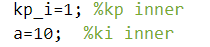 kp_i=1; %kp inner
a=10;  %ki inner